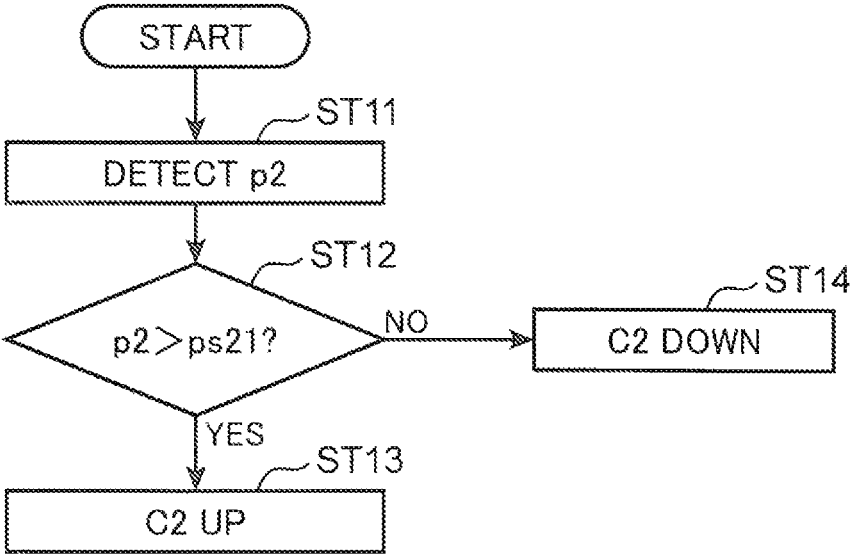 START
ST11
DETECT p2
ST12
p2>ps21?
NO
ST14
C2 DOWN
YES
ST13
C2 UP